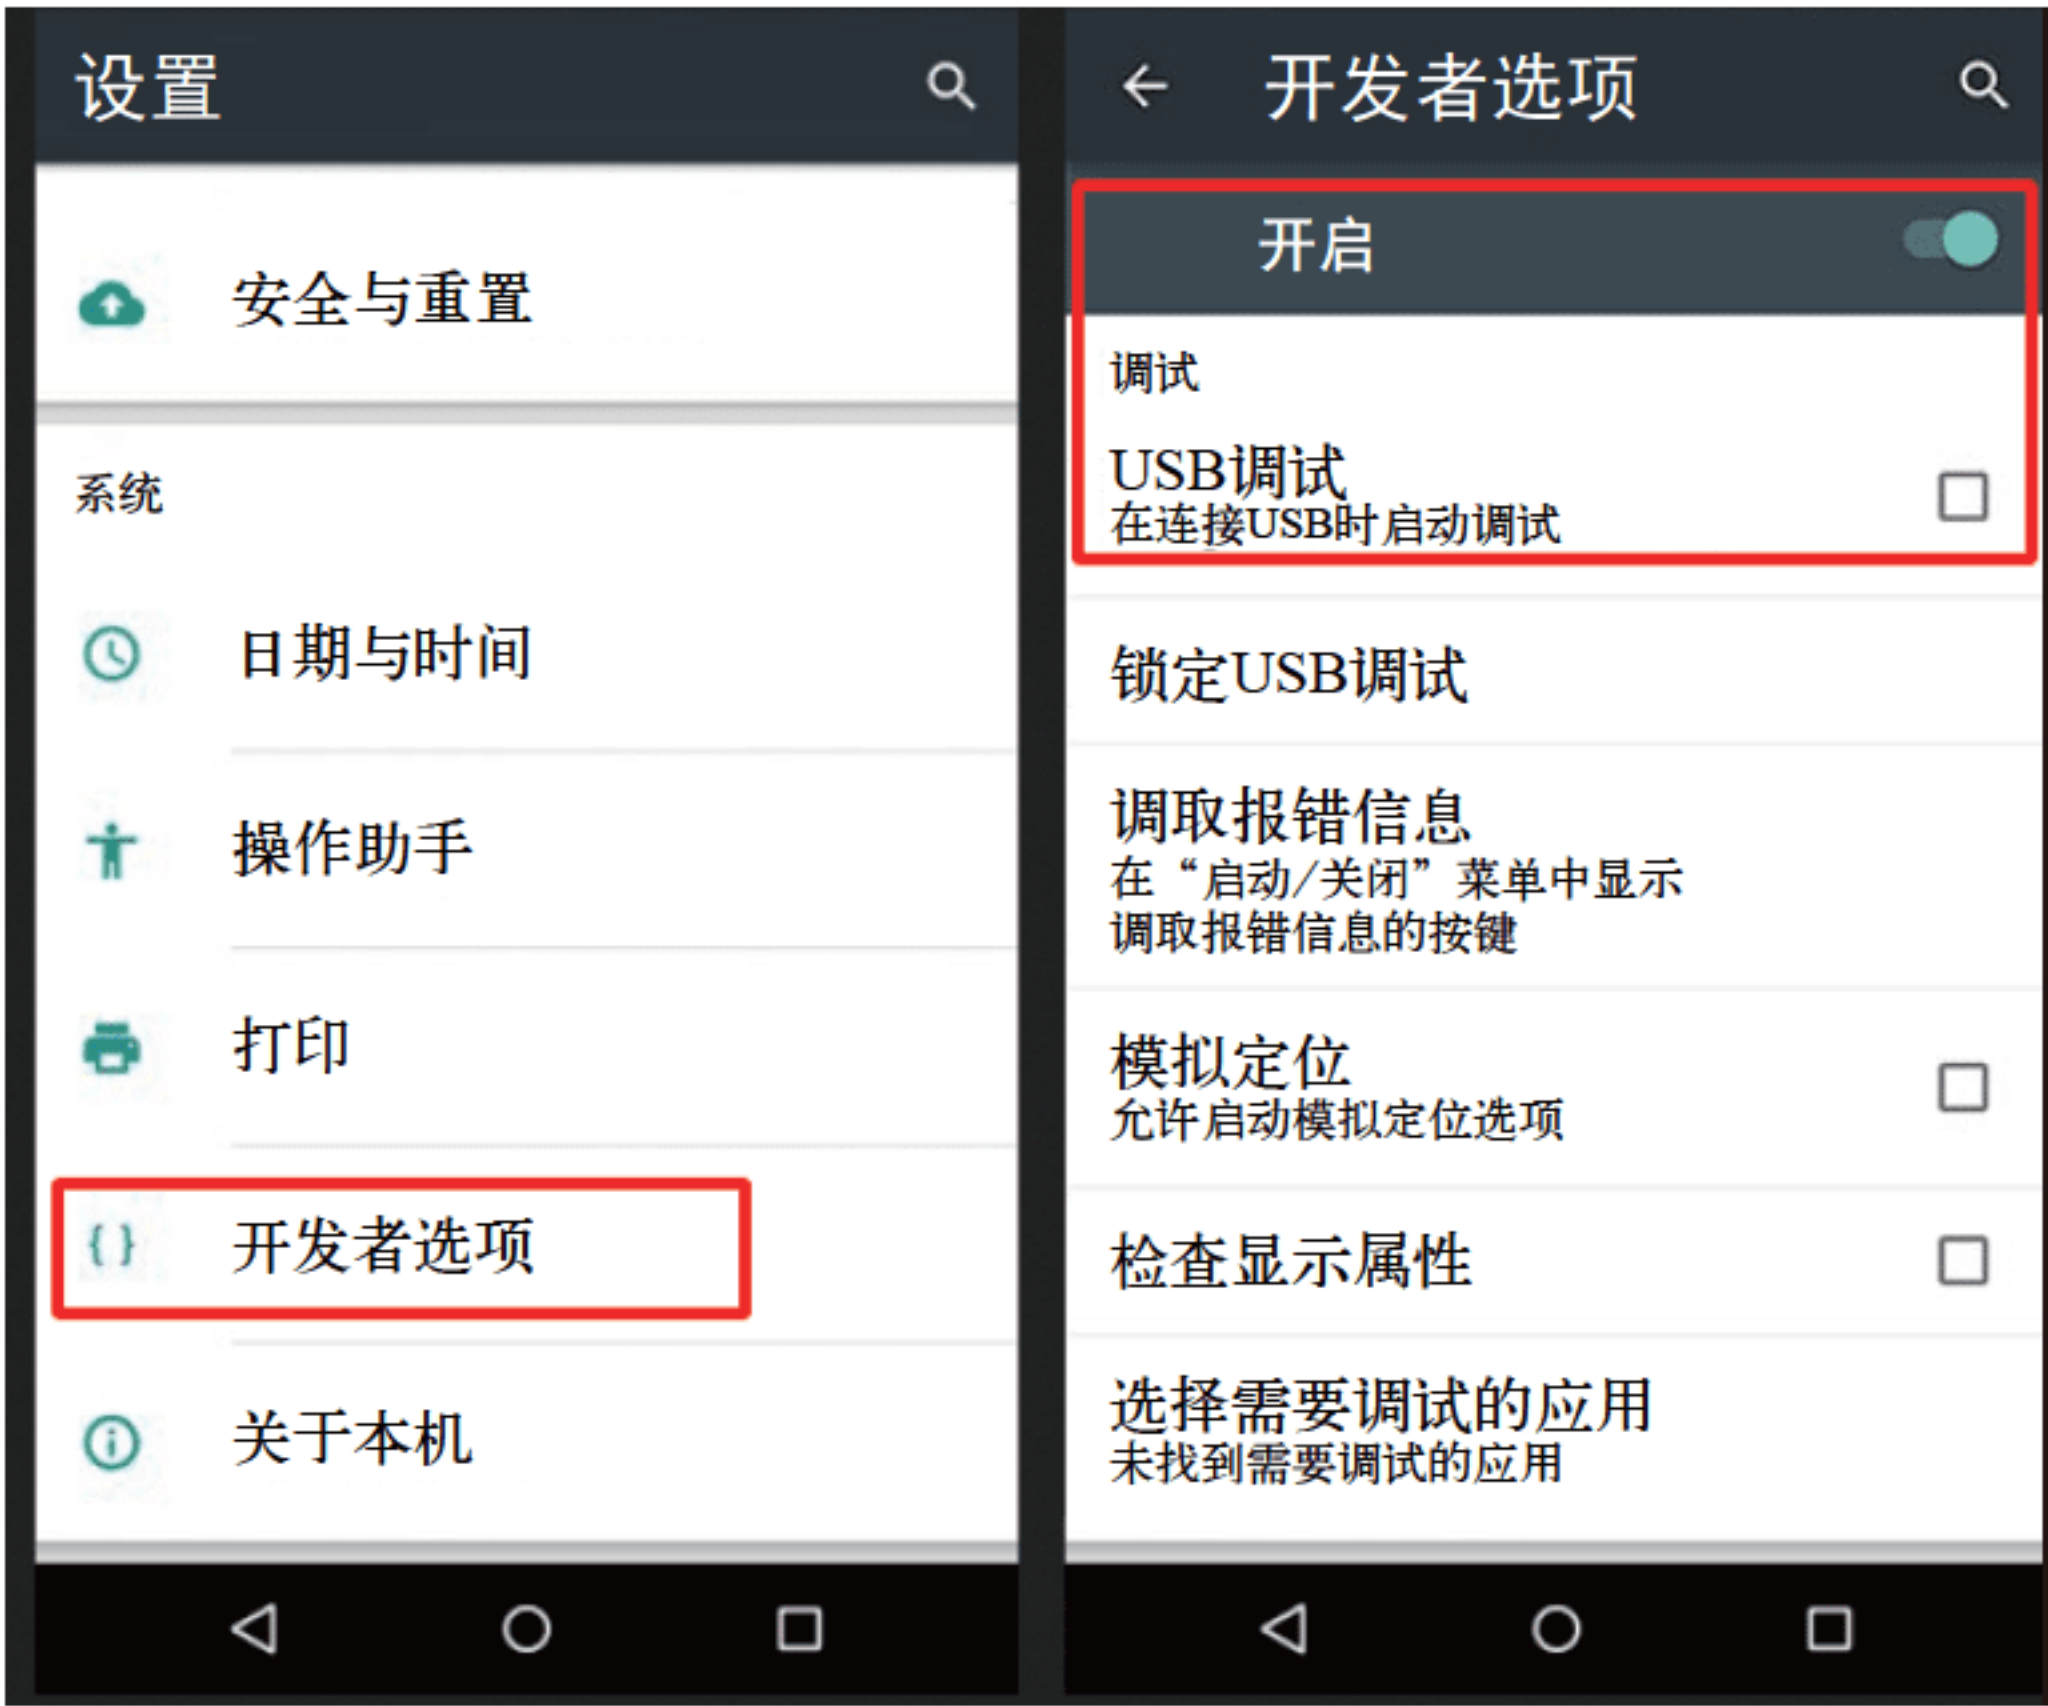 设置
安全与重置
系统
日期与时间
操作助手
打印
{ } 开发者选项
关于本机
开发者选项
开启
调试
USB调试
在连接USB时启动调试
锁定USB调试
调取报错信息
在“启动/关闭”菜单中显示
调取报错信息的按键
模拟定位
允许启动模拟定位选项
检查显示属性
选择需要调试的应用
未找到需要调试的应用